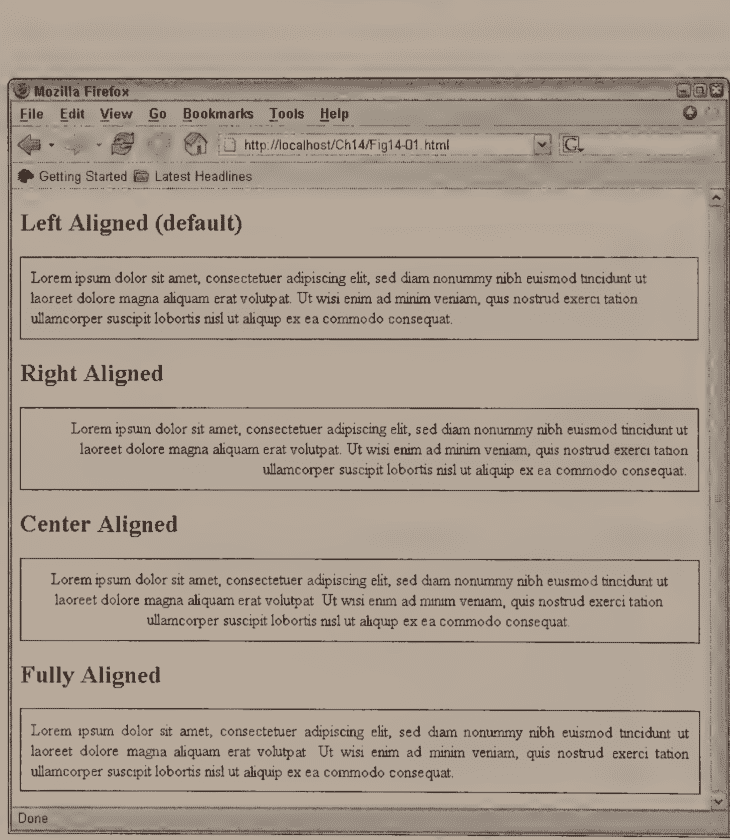 Mozilla Firefox
File Edit View Go Bookmarks Tools Help
http://localhost/Ch14/Fig14-01.html
G
Getting Started Latest Headlines
Left Aligned (default)
Lorem ipsum dolor sit amet, consectetuer adipiscing elit, sed diam nonummy nibh euismod tincidunt ut
laoreet dolore magna aliquam erat volutpat. Ut wisi enim ad minim veniam, quis nostrud exerci tation
ullamcorper suscipit lobortis nisl ut aliquip ex ea commodo consequat.
Right Aligned
Lorem ipsum dolor sit amet, consectetuer adipiscing elit, sed diam nonummy nibh euismod tincidunt ut
laoreet dolore magna aliquam erat volutpat. Ut wisi enim ad minim veniam, quis nostrud exerci tation
ullamcorper suscipit lobortis nisl ut aliquip ex ea commodo consequat.
Center Aligned
Lorem ipsum dolor sit amet, consectetuer adipiscing elit, sed diam nonummy nibh euismod tincidunt ut
laoreet dolore magna aliquam erat volutpat Ut wisi enim ad minim veniam, quis nostrud exerci tation
ullamcorper suscipit lobortis nisl ut aliquip ex ea commodo consequat.
Fully Aligned
Lorem ipsum dolor sit amet, consectetuer adipiscing elit, sed diam nonummy nibh euismod tincidunt ut
laoreet dolore magna aliquam erat volutpat Ut wisi enim ad minim veniam, quis nostrud exerci tation
ullamcorper suscipit lobortis nisl ut aliquip ex ea commodo consequat.
Done